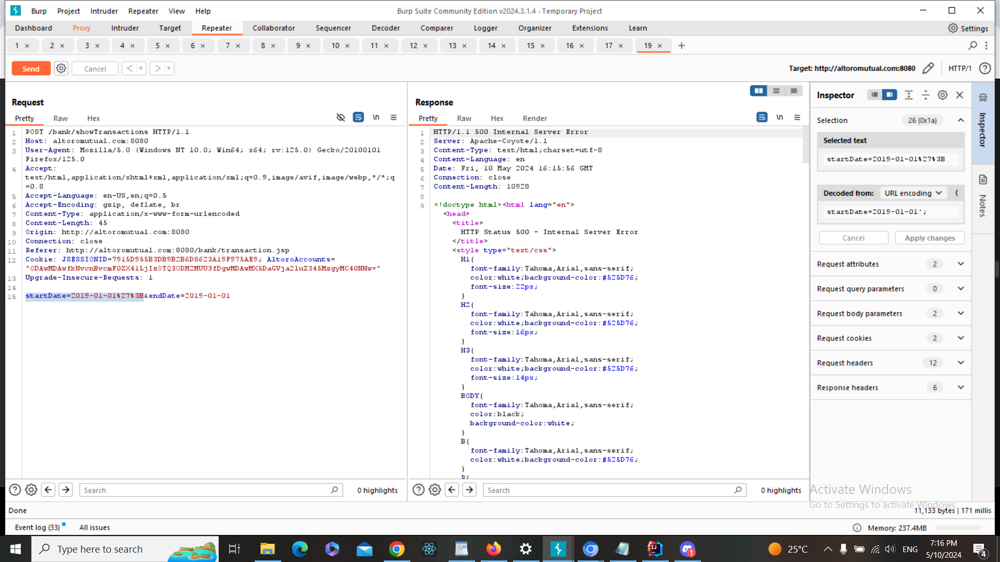 Burp Project Intruder Repeater View Help
Burp Suite Community Edition v2024.3.1.4 - Temporary Project
Dashboard Proxy Intruder Target Repeater Collaborator Sequencer Decoder Comparer Logger Organizer Extensions Learn
Settings
1 × 2 × 3 × 4 × 5 × 6 × 7 × 8 × 9 × 10 × 11 × 12 × 13 × 14 × 15 × 16 × 17 × 19 × +
Send Cancel < >
Target: http://altoromutual.com:8080 HTTP/1
Request
Pretty Raw Hex
\n
1 POST /bank/showTransactions HTTP/1.1
2 Host: altoromutual.com:8080
3 User-Agent: Mozilla/5.0 (Windows NT 10.0; Win64; x64; rv:125.0) Gecko/20100101
Firefox/125.0
4 Accept:
text/html,application/xhtml+xml,application/xml;q=0.9,image/avif,image/webp,*/*;q
=0.8
5 Accept-Language: en-US,en;q=0.5
6 Accept-Encoding: gzip, deflate, br
7 Content-Type: application/x-www-form-urlencoded
8 Content-Length: 45
9 Origin: http://altoromutual.com:8080
10 Connection: close
11 Referer: http://altoromutual.com:8080/bank/transaction.jsp
12 Cookie: JSESSIONID=7915D955B3DB9B2B6D8623A19F975AE9; AltoroAccounts=
13 Upgrade-Insecure-Requests: 1
14
15 startDate=2019-01-01%27%3B&endDate=2019-01-01
Search
0 highlights
Response
Pretty Raw Hex Render
\n
1 HTTP/1.1 500 Internal Server Error
2 Server: Apache-Coyote/1.1
3 Content-Type: text/html;charset=utf-8
4 Content-Language: en
5 Date: Fri, 10 May 2024 16:15:56 GMT
6 Connection: close
7 Content-Length: 10928
8
9 <!doctype html><html lang="en">
<head>
<title>
HTTP Status 500 - Internal Server Error
</title>
<style type="text/css">
H1{
font-family:Tahoma,Arial,sans-serif;
color:white;background-color:#525D76;
font-size:22px;
}
H2{
font-family:Tahoma,Arial,sans-serif;
color:white;background-color:#525D76;
font-size:16px;
}
H3{
font-family:Tahoma,Arial,sans-serif;
color:white;background-color:#525D76;
font-size:14px;
}
BODY{
font-family:Tahoma,Arial,sans-serif;
color:black;
background-color:white;
}
B{
font-family:Tahoma,Arial,sans-serif;
color:white;background-color:#525D76;
}
P{
Search
0 highlights
Inspector
Selection 26 (0x1a)
Selected text
startDate=2019-01-01%27%3B
Decoded from: URL encoding
startDate=2019-01-01';
Cancel Apply changes
Request attributes 2
Request query parameters 0
Request body parameters 2
Request cookies 2
Request headers 12
Response headers 6
Inspector
Notes
Activate Windows
Go to Settings to activate Windows.
Done
11,133 bytes | 171 millis
Event log (33) All issues
Memory: 237.4MB
Type here to search
25°C
ENG
7:16 PM
5/10/2024
4
1